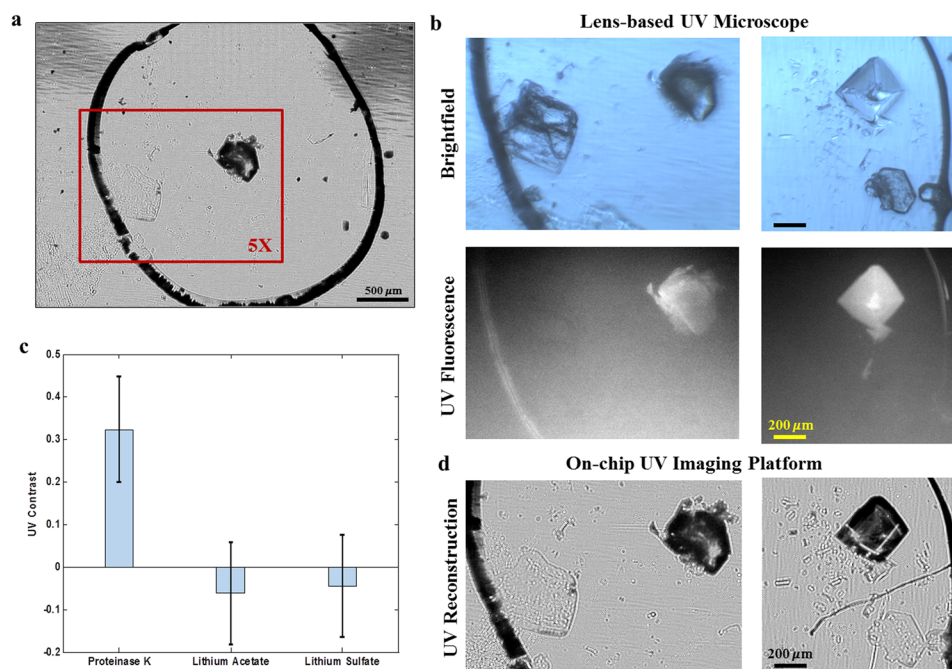 a
5X
500 µm
b
Lens-based UV Microscope
Brightfield
UV Fluorescence
200 µm
c
0.5
0.4
0.3
0.2
0.1
0
-0.1
-0.2
UV Contrast
Proteinase K
Lithium Acetate
Lithium Sulfate
d
On-chip UV Imaging Platform
UV Reconstruction
200 µm